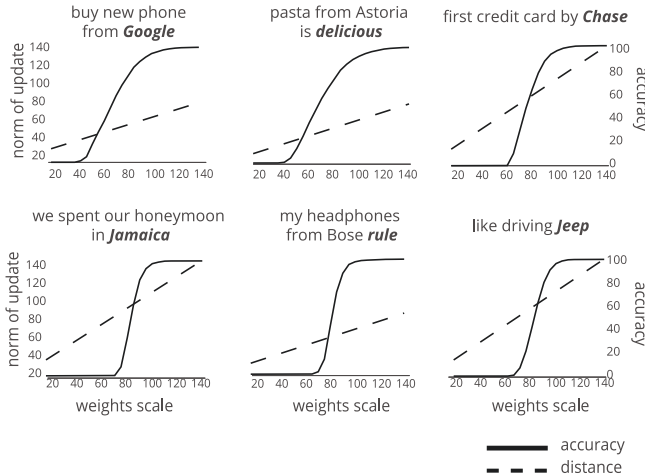 buy new phone
from Google
pasta from Astoria
is delicious
first credit card by Chase
norm of update
140
120
100
80
60
40
20
20 40 60 80 100 120 140
20 40 60 80 100 120 140
20 40 60 80 100 120 140
100
80
60
40
20
0
accuracy
we spent our honeymoon
in Jamaica
my headphones
from Bose rule
like driving Jeep
norm of update
140
120
100
80
60
40
20
20 40 60 80 100 120 140
20 40 60 80 100 120 140
20 40 60 80 100 120 140
100
80
60
40
20
0
accuracy
weights scale
weights scale
weights scale
accuracy
distance